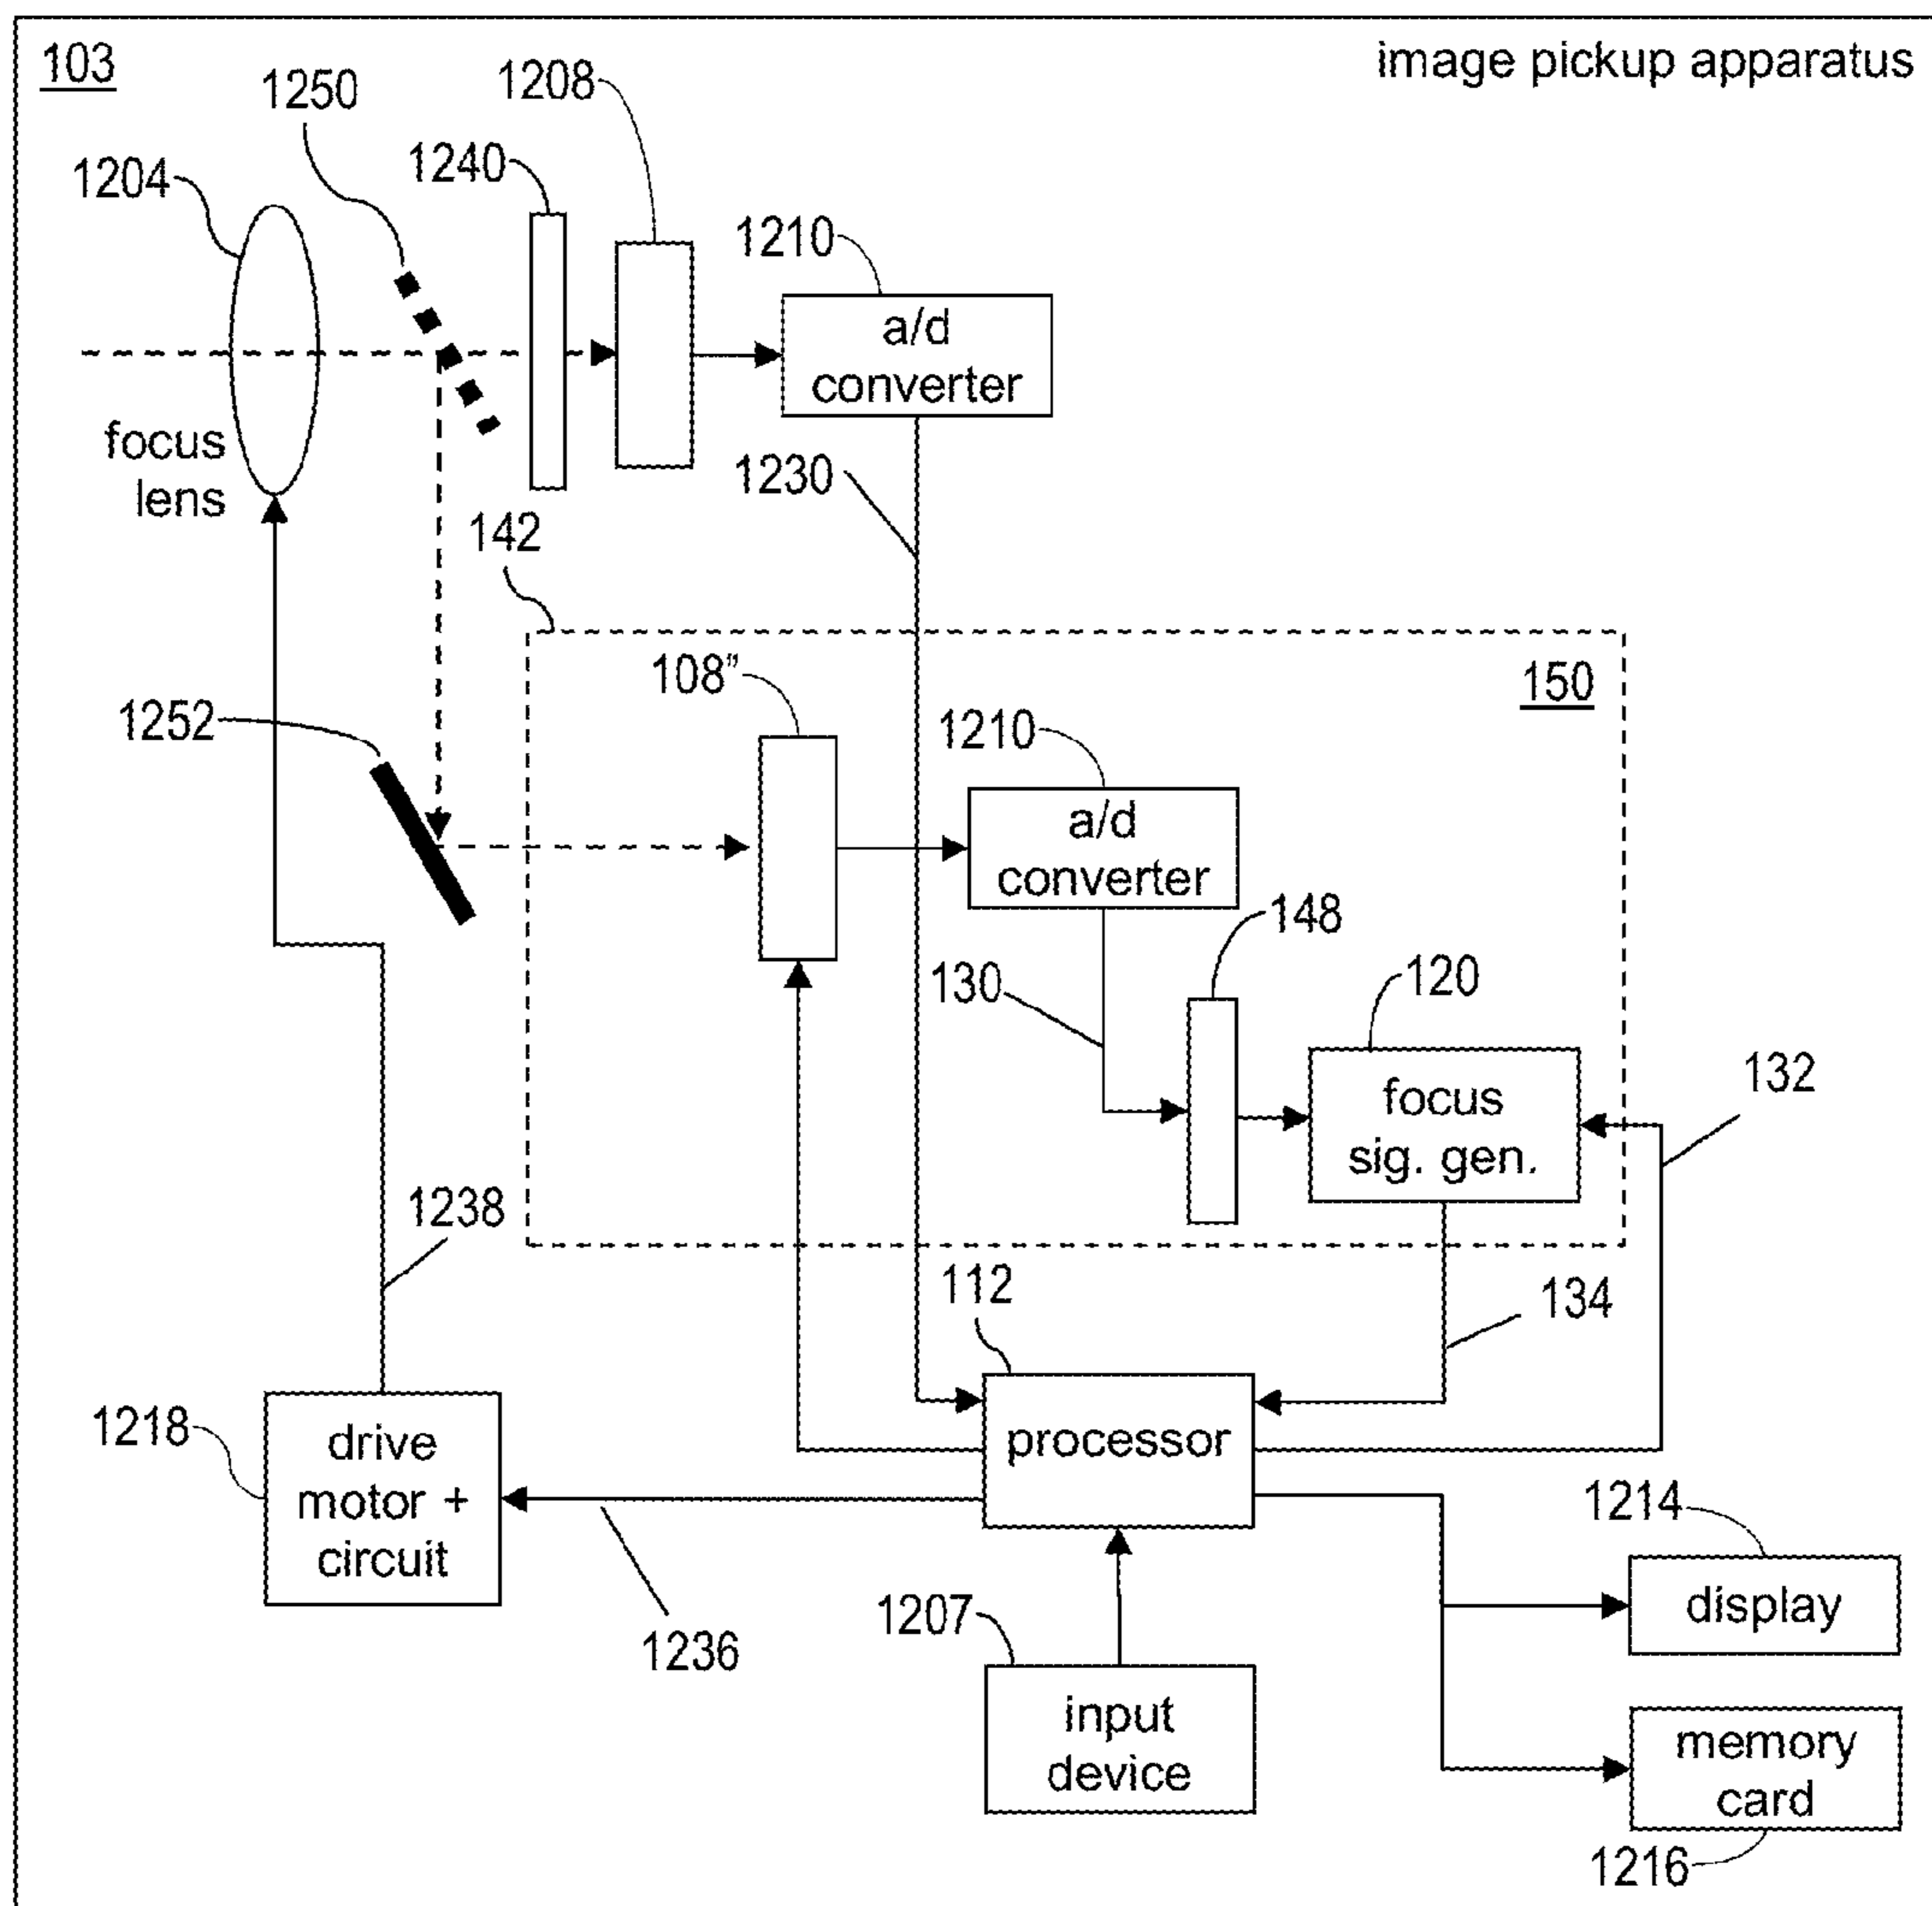 103
image pickup apparatus
1250
1208
1240
1204
1210
a/d
converter
focus
lens
1230
142
108”
150
1252
1210
a/d
converter
148
130
120
132
focus
sig. gen.
1238
112
134
1218
drive
motor +
circuit
processor
1214
display
1207
1236
input
device
memory
card
1216